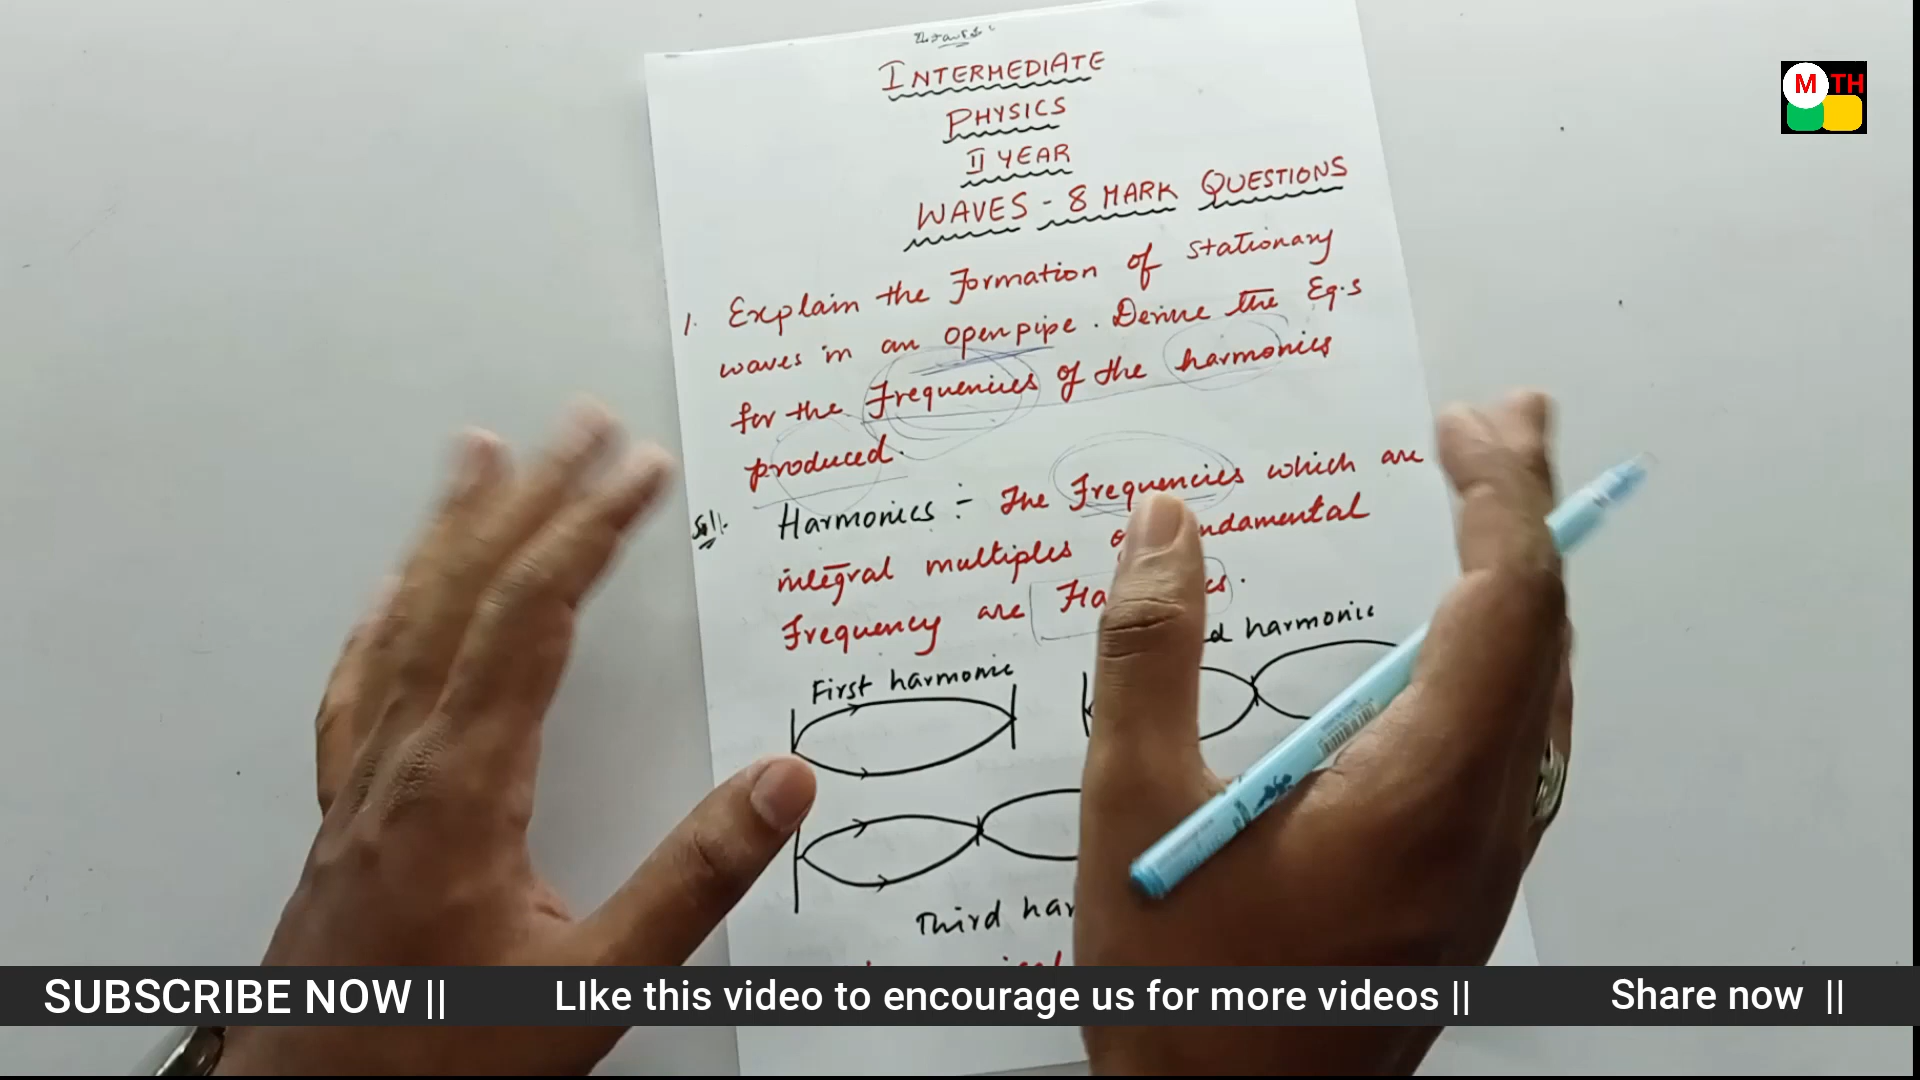 INTERMEDIATE
PHYSICS
II YEAR
WAVES - 8 MARK QUESTIONS
1. Explain the Formation of stationary
waves in an open pipe. Derive the Eq.s
for the Frequencies of the harmonics
produced.
Sol. Harmonics :- The Frequencies which are
integral multiples
Frequency are
First harmonic
harmonic
Third
M TH
SUBSCRIBE NOW || LIke this video to encourage us for more videos || Share now ||